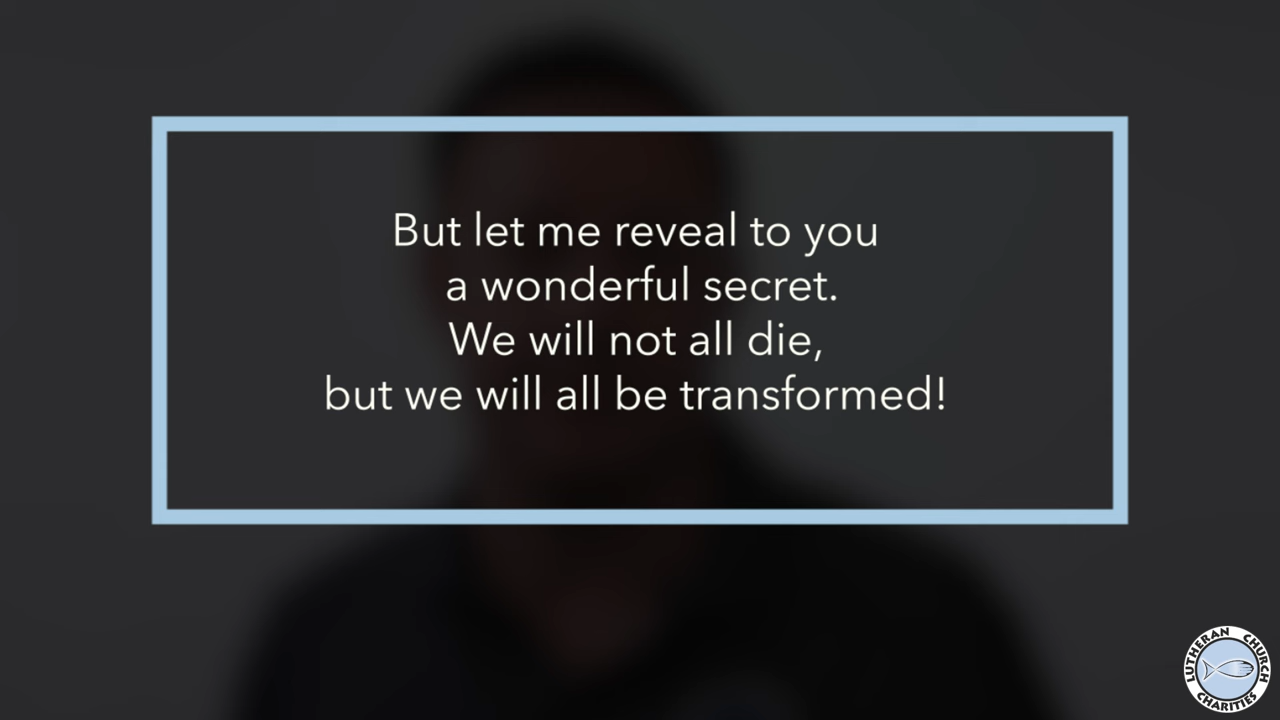 But let me reveal to you
a wonderful secret.
We will not all die,
but we will all be transformed!
LUTHERAN CHURCH
CHARITIES